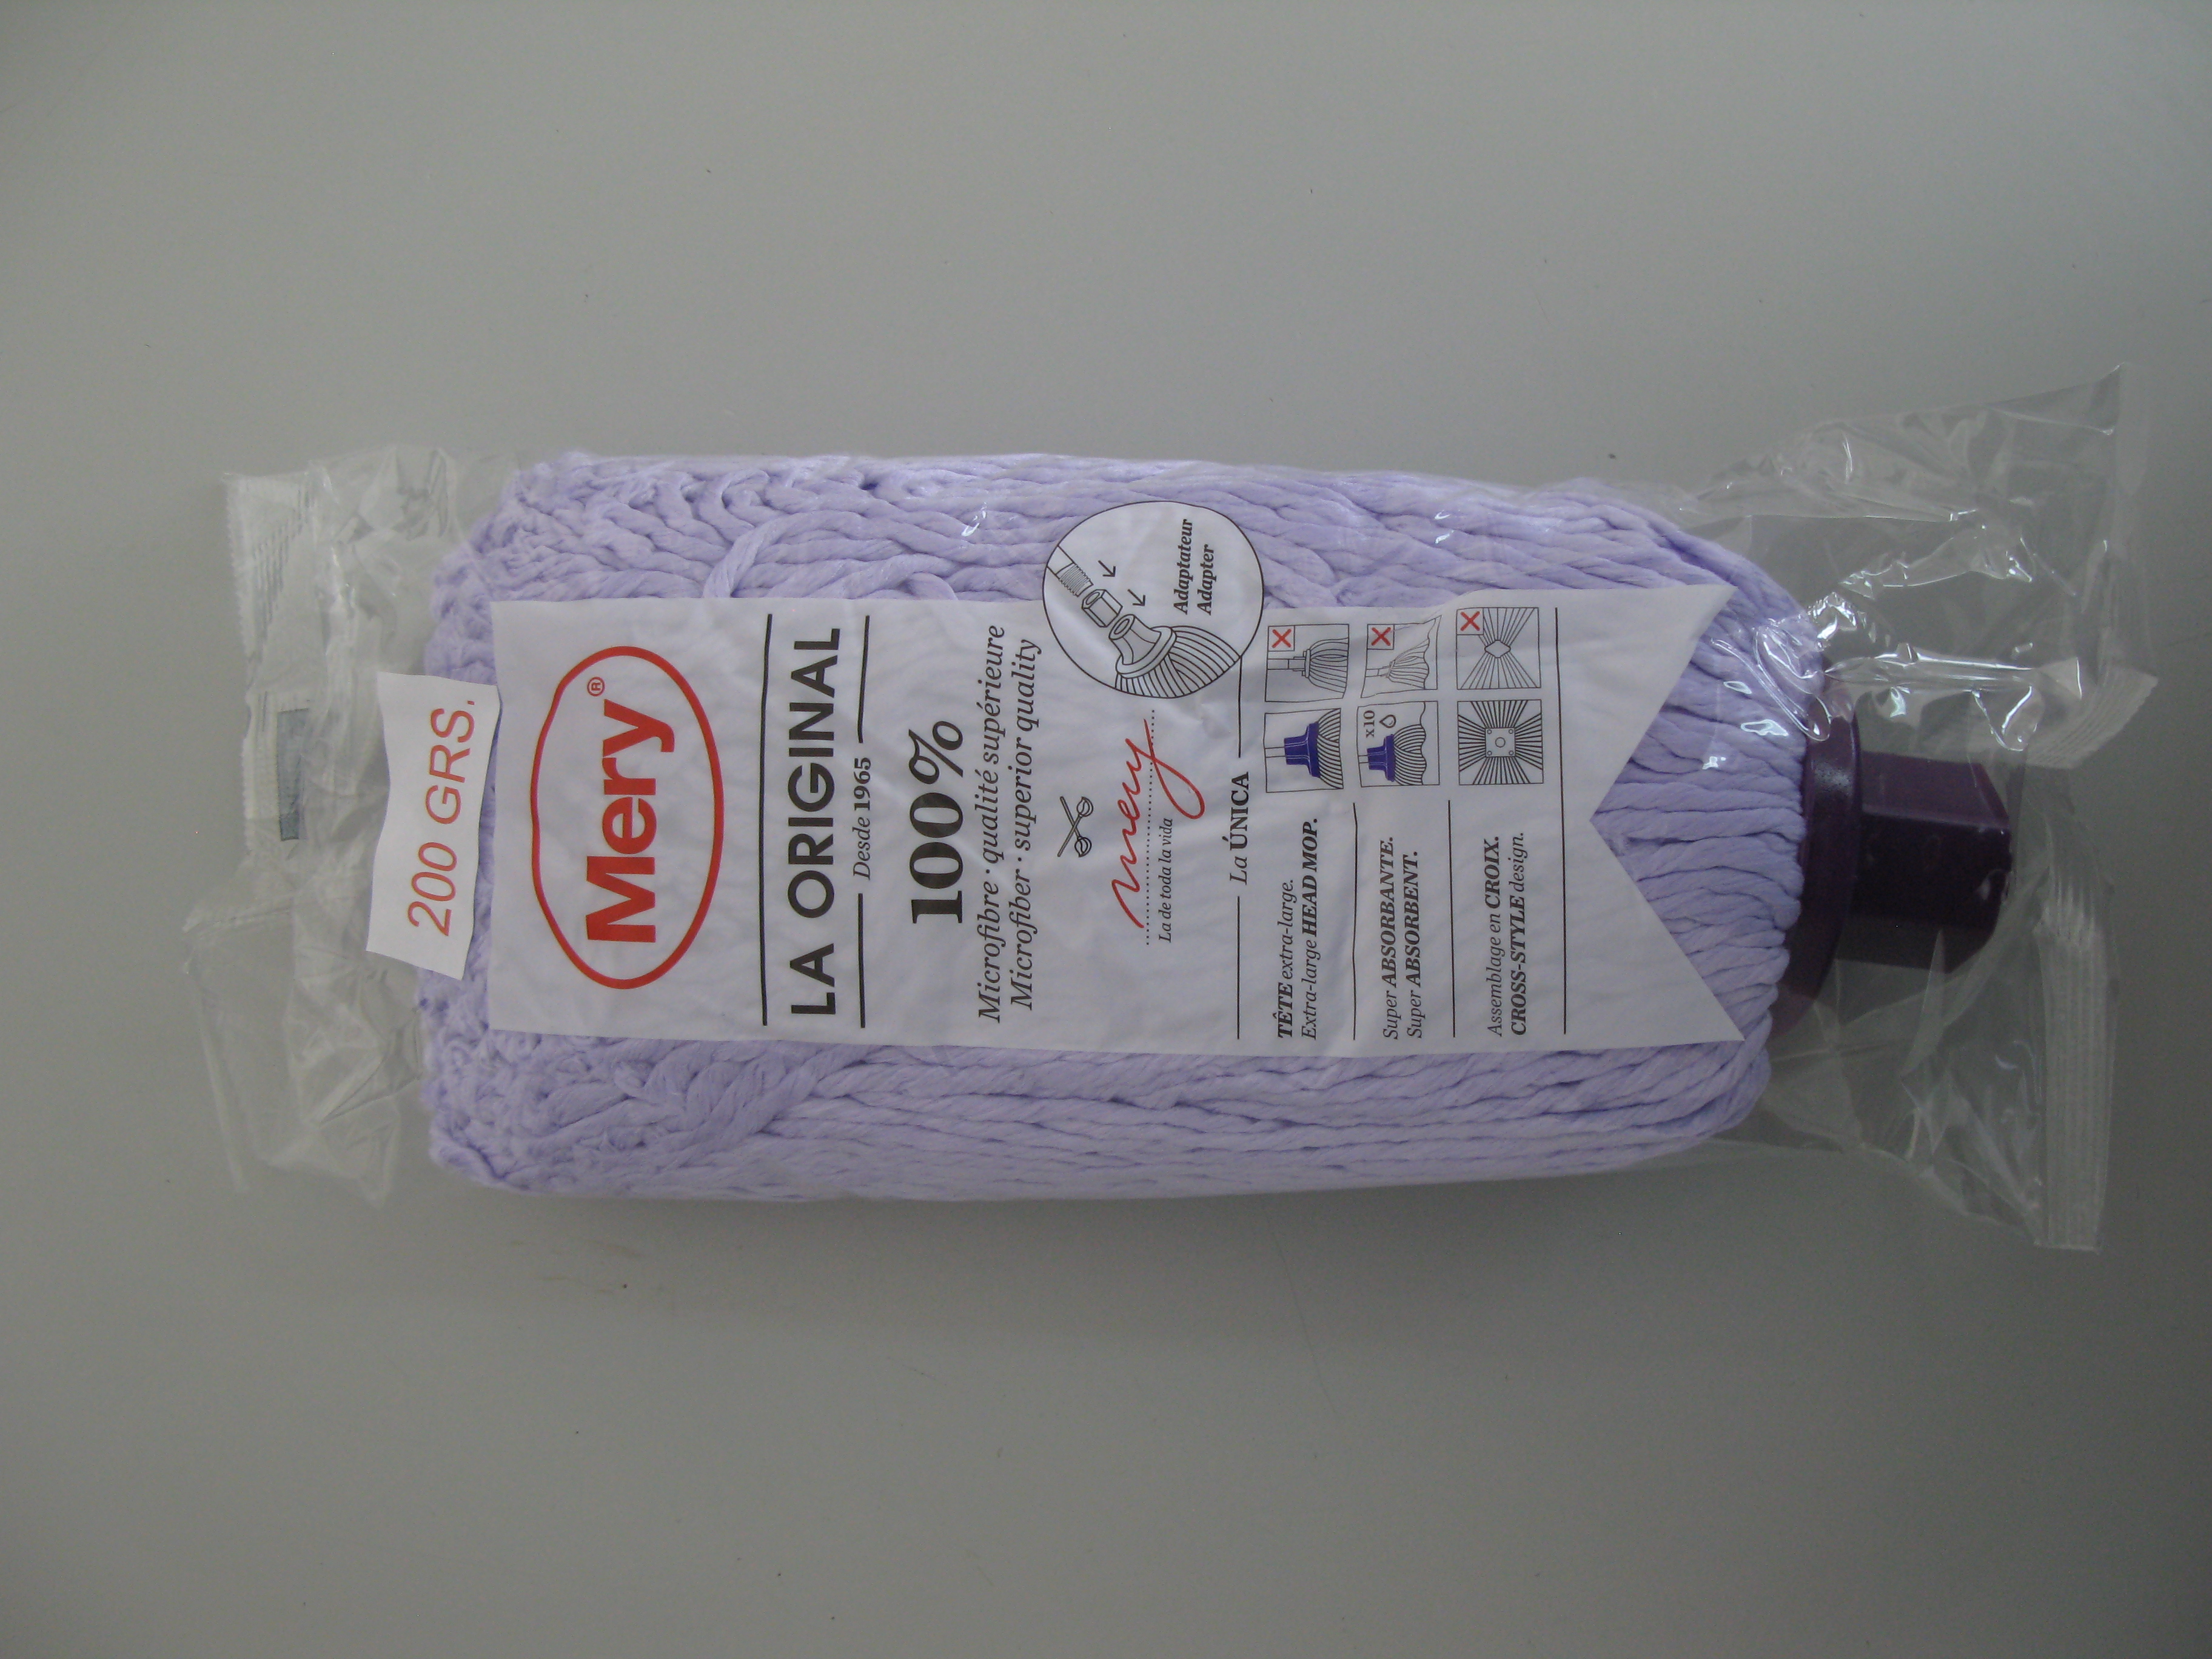 200 GRS.
Mery®
LA ORIGINAL
Desde 1965
100%
Microfibre · qualité supérieure
Microfiber · superior quality
mery
La de toda la vida
Adaptateur
Adapter
La ÚNICA
TÊTE extra-large.
Extra-large HEAD MOP.
Super ABSORBANTE.
Super ABSORBENT.
x10
Assemblage en CROIX.
CROSS-STYLE design.